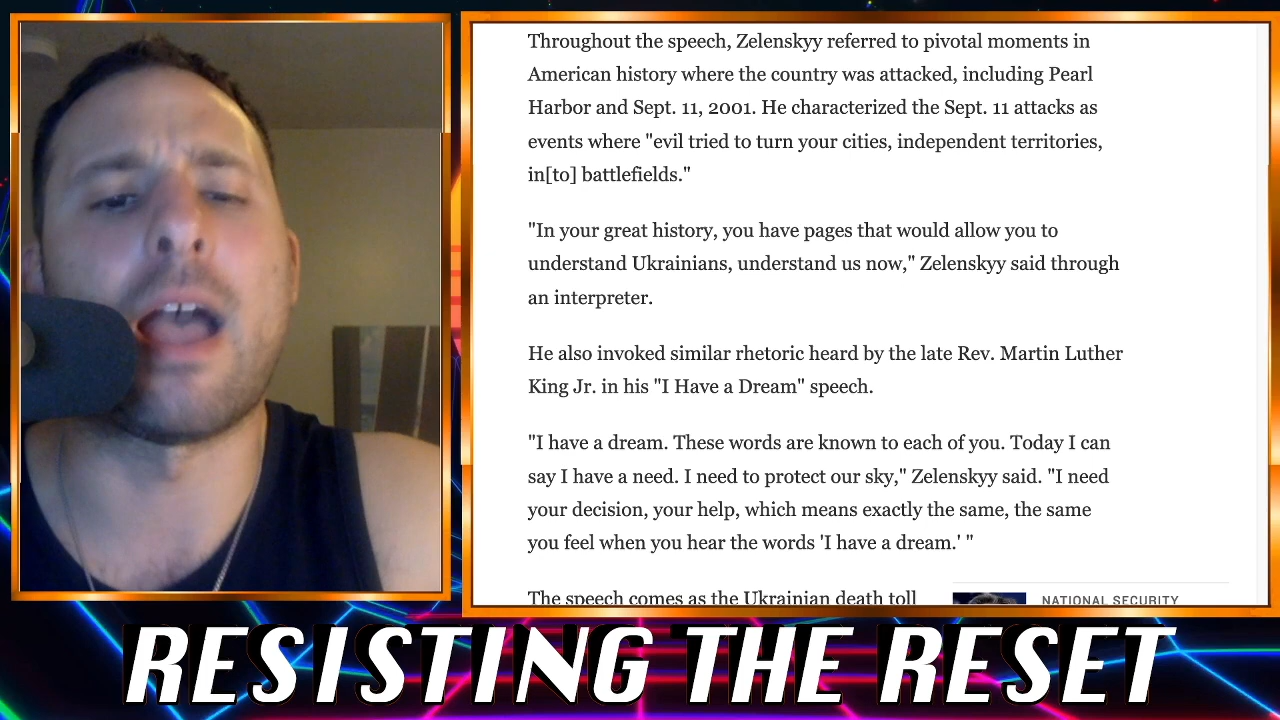 Throughout the speech, Zelenskyy referred to pivotal moments in
American history where the country was attacked, including Pearl
Harbor and Sept. 11, 2001. He characterized the Sept. 11 attacks as
events where "evil tried to turn your cities, independent territories,
in[to] battlefields."
"In your great history, you have pages that would allow you to
understand Ukrainians, understand us now," Zelenskyy said through
an interpreter.
He also invoked similar rhetoric heard by the late Rev. Martin Luther
King Jr. in his "I Have a Dream" speech.
"I have a dream. These words are known to each of you. Today I can
say I have a need. I need to protect our sky," Zelenskyy said. "I need
your decision, your help, which means exactly the same, the same
you feel when you hear the words 'I have a dream.' "
The speech comes as the Ukrainian death toll
NATIONAL SECURITY
RESISTING THE RESET